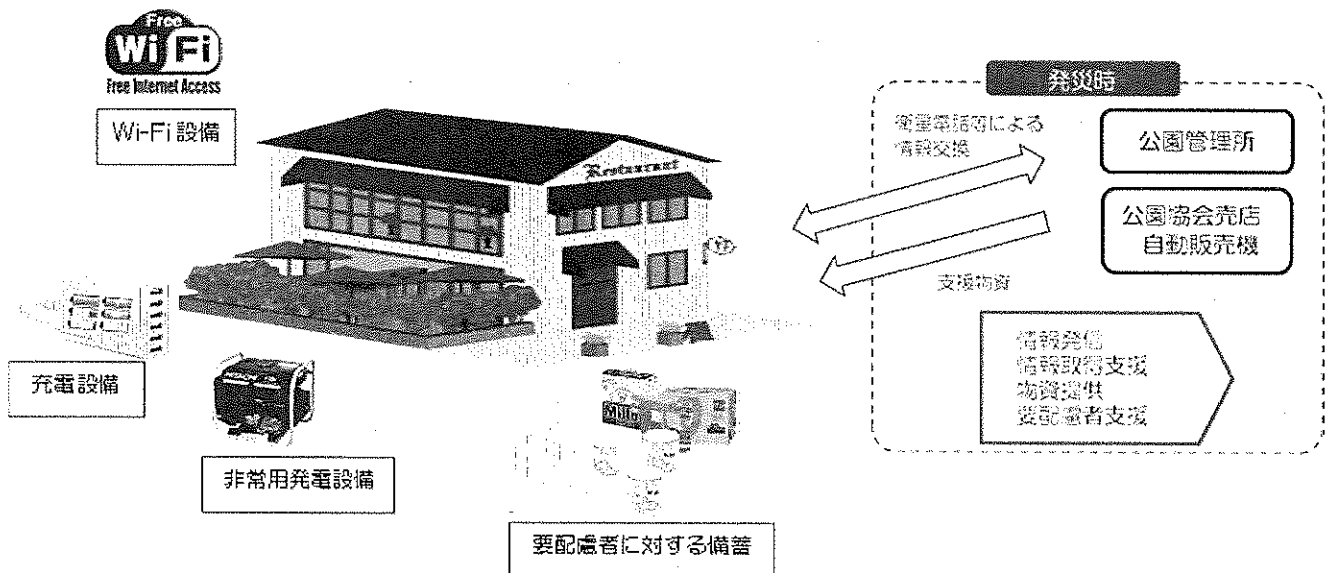 Free
Wi Fi
Free Internet Access
Wi-Fi設備
Restaurant
発災時
衛星電話等による
情報交換
公園管理所
公園協会売店
自動販売機
支援物資
情報発信
情報取得支援
物資提供
要配慮者支援
充電設備
非常用発電設備
Milk
要配慮者に対する備蓄